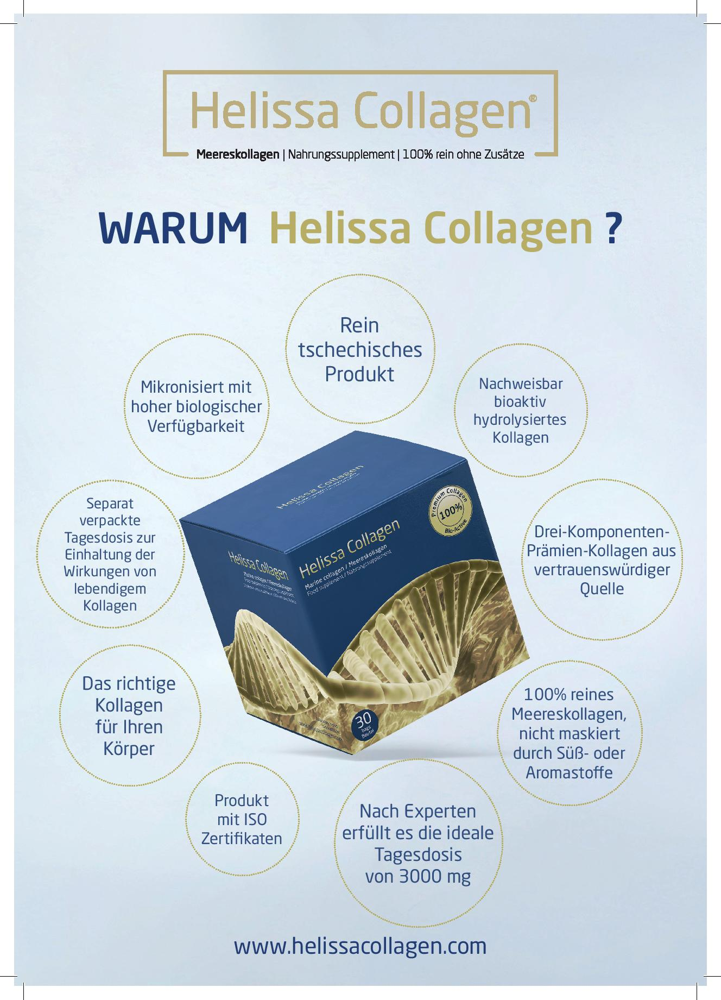 Helissa Collagen®
Meereskollagen | Nahrungssupplement | 100% rein ohne Zusätze
WARUM Helissa Collagen ?
Rein
tschechisches
Produkt
Mikronisiert mit
hoher biologischer
Verfügbarkeit
Nachweisbar
bioaktiv
hydrolysiertes
Kollagen
Separat
verpackte
Tagesdosis zur
Einhaltung der
Wirkungen von
lebendigem
Kollagen
Drei-Komponenten-
Prämien-Kollagen aus
vertrauenswürdiger
Quelle
Helissa Collagen
Premium Collagen
100%
Bio-Active
Helissa Collagen
Marine collagen / Meereskollagen
Food supplement / Nahrungssupplement
Helissa Collagen
Marine collagen / Meereskollagen
30
bags
Beutel
Das richtige
Kollagen
für Ihren
Körper
100% reines
Meereskollagen,
nicht maskiert
durch Süß- oder
Aromastoffe
Produkt
mit ISO
Zertifikaten
Nach Experten
erfüllt es die ideale
Tagesdosis
von 3000 mg
www.helissacollagen.com